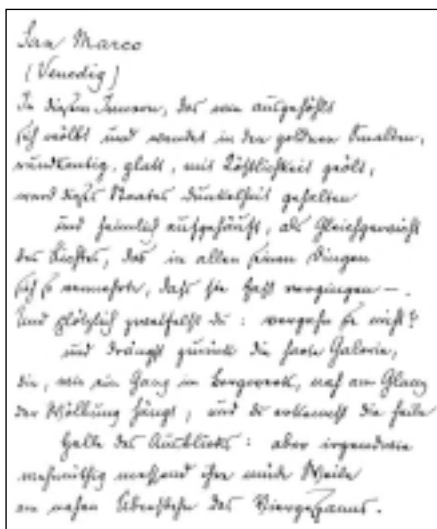 San Marco
(Venedig)
In diesem Innern, das wie ausgehöhlt
sich wölbt und wendet in den goldnen Smalten,
rundkantig, glatt, mit Köstlichkeit geölt,
ward dieses Staates Dunkelheit gehalten
und heimlich aufgehäuft, als Gleichgewicht
des Lichtes, das in allen seinen Dingen
sich so vermehrte, daß sie fast vergingen —.
Und plötzlich zweifelst du: vergehn sie nicht?
und drängst zurück die harte Galerie,
die, wie ein Gang im Bergwerk, nah am Glanz
der Wölbung hängt; und du erkennst die heile
Helle des Ausblicks: aber irgendwie
wehmütig messend ihre müde Weile
am nahen Überstehn des Viergespanns.